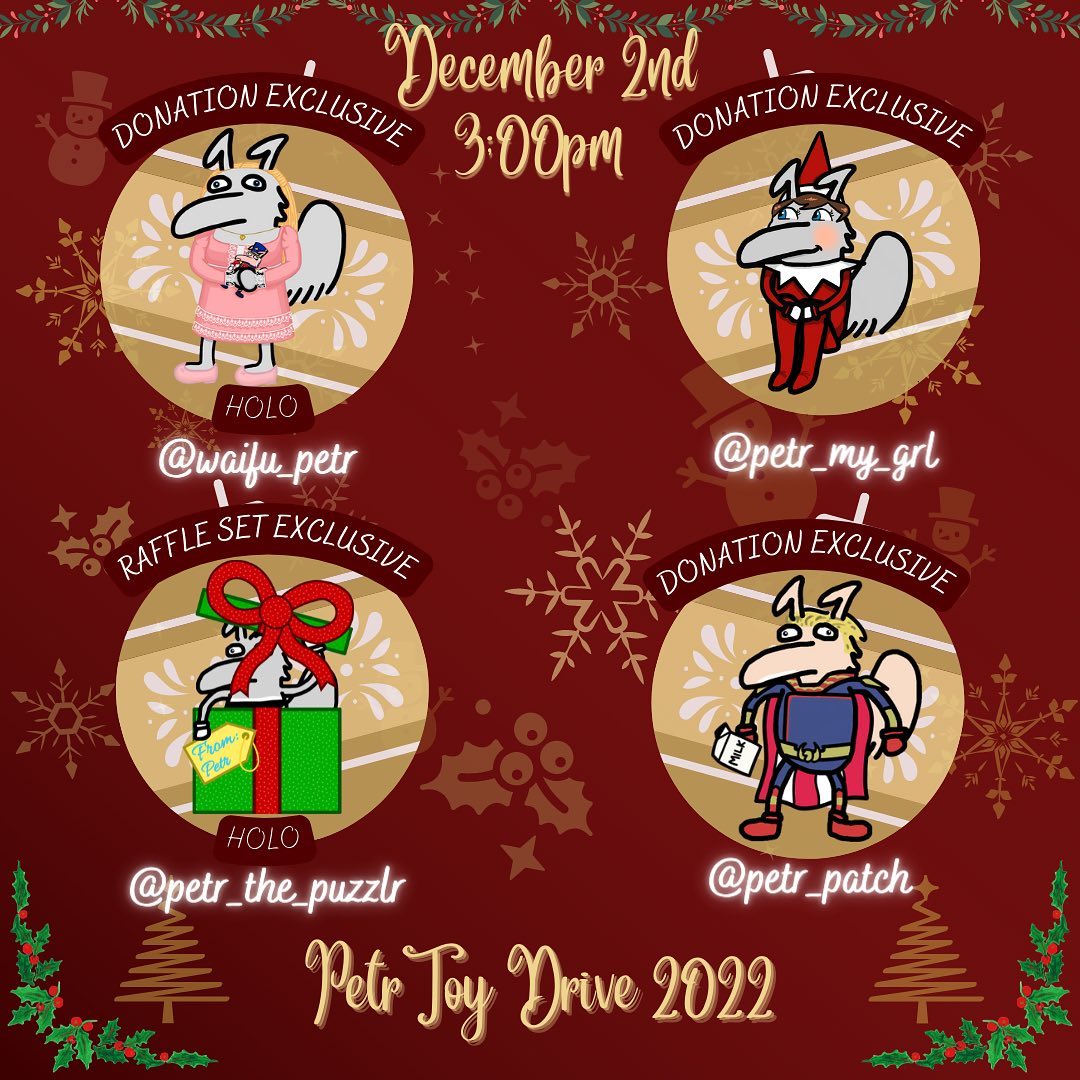 December 2nd
3:00pm
DONATION EXCLUSIVE
HOLO
@waifu_petr
DONATION EXCLUSIVE
@petr_my_grl
RAFFLE SET EXCLUSIVE
From:
Petr
HOLO
@petr_the_puzzlr
DONATION EXCLUSIVE
MILK
@petr_patch
Petr Toy Drive 2022